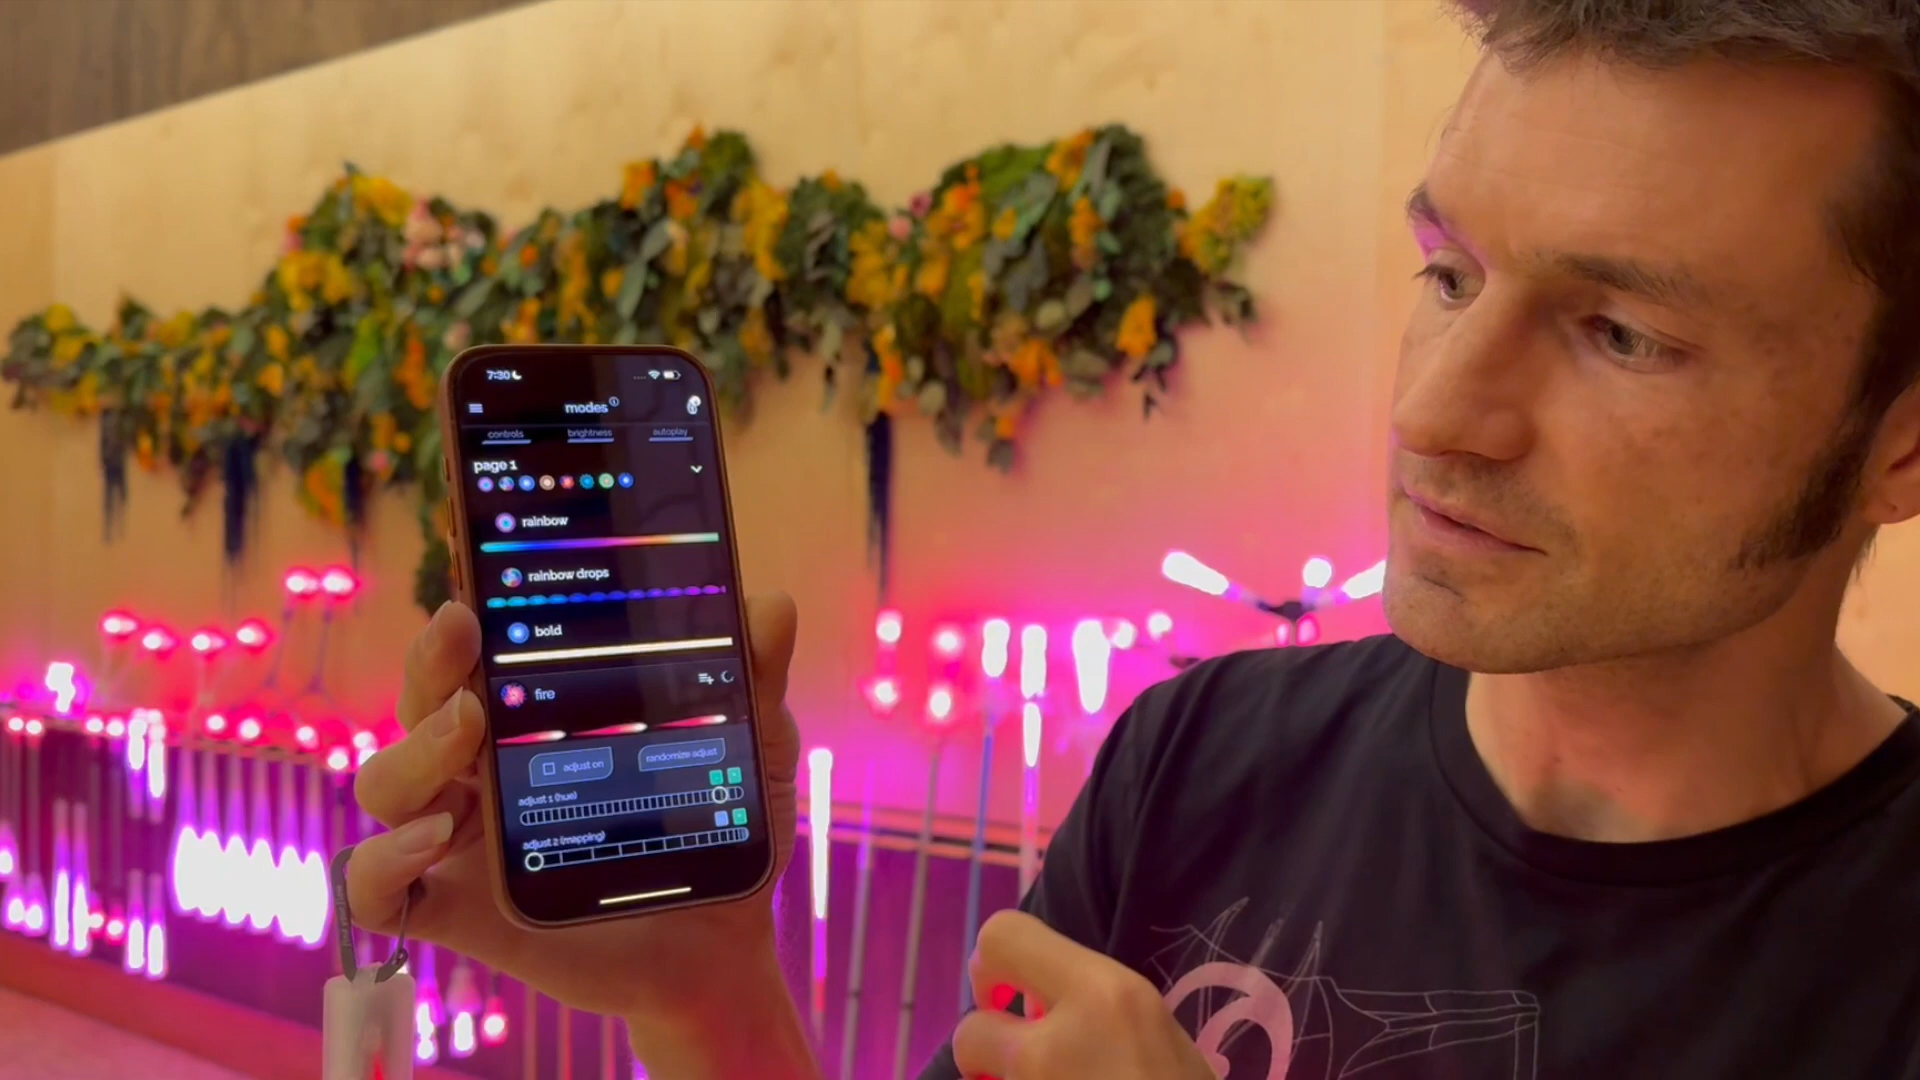 7:30
modes
controls brightness autoplay
page 1
rainbow
rainbow drops
bold
fire
adjust on randomize adjust
adjust 1 (hue)
adjust 2 (mapping)